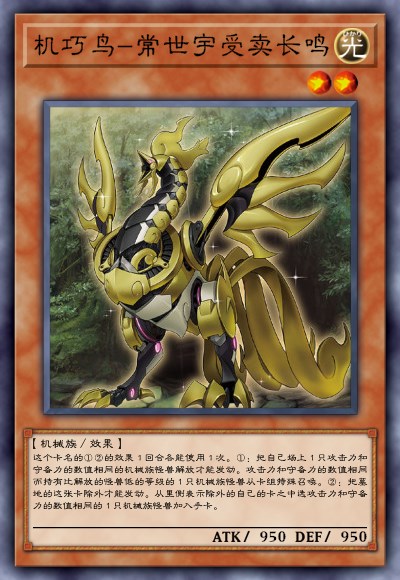 机巧鸟-常世宇受卖长鸣
光
【机械族/效果】
这个卡名的①②的效果1回合各能使用1次。①：把自己场上1只攻击力和
守备力的数值相同的机械族怪兽解放才能发动。攻击力和守备力的数值相同
而持有比解放的怪兽低的等级的1只机械族怪兽从卡组特殊召唤。②：把墓
地的这张卡除外才能发动。从里侧表示除外的自己的卡之中选攻击力和守备
力的数值相同的1只机械族怪兽加入手卡。
ATK/ 950 DEF/ 950